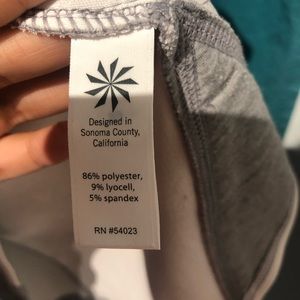 Designed in
Sonoma County,
California
86% polyester,
9% lyocell,
5% spandex
RN #54023